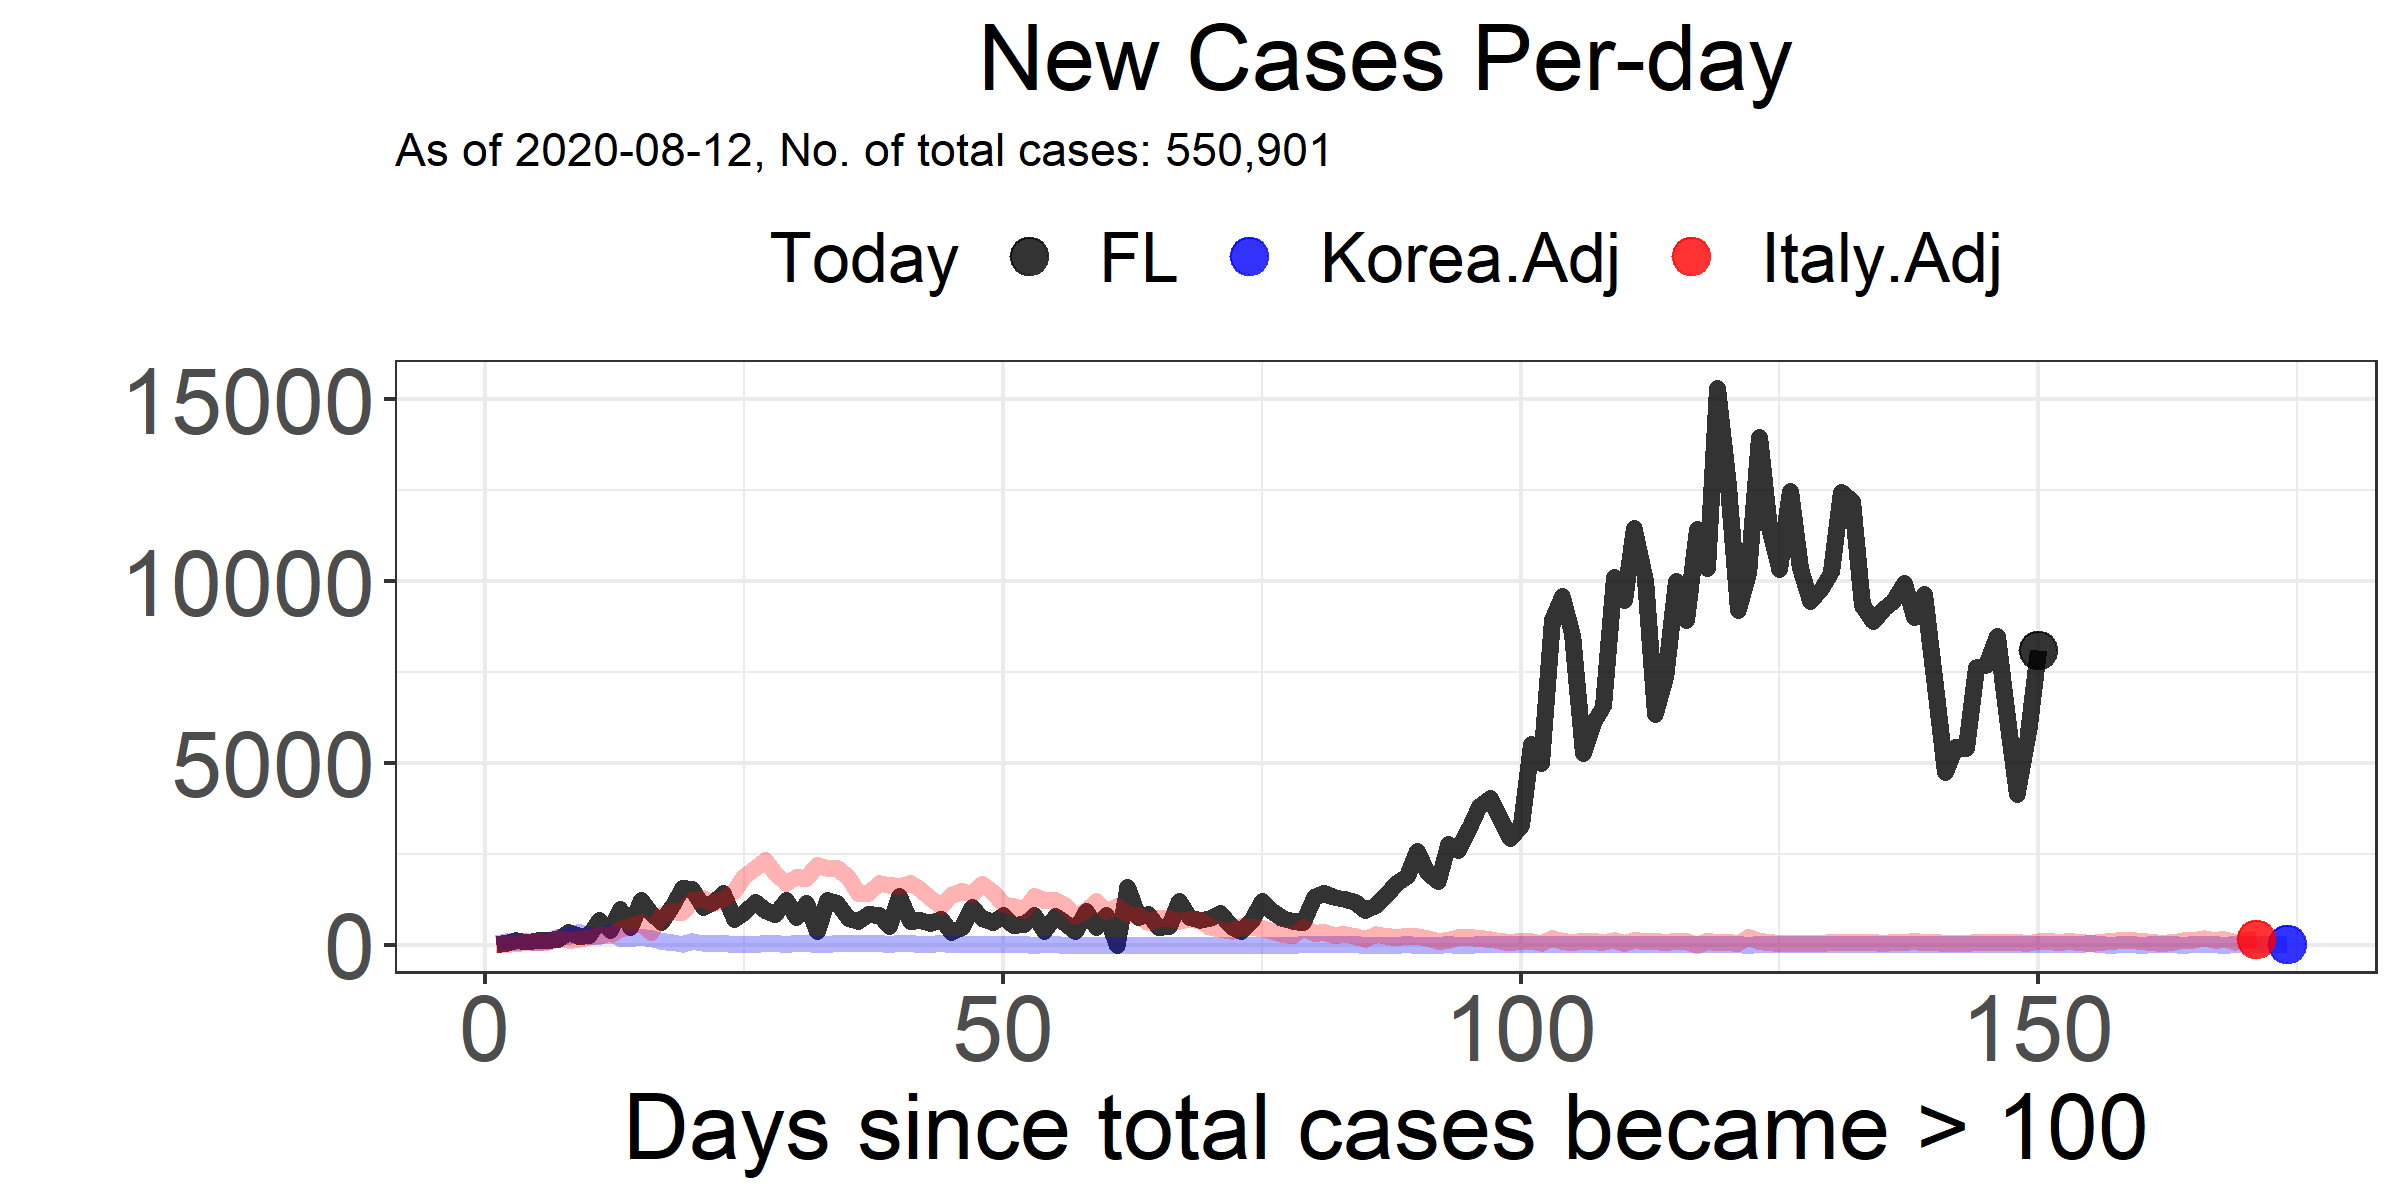 New Cases Per-day
As of 2020-08-12, No. of total cases: 550,901
Today FL Korea.Adj Italy.Adj
15000
10000
5000
0
0 50 100 150
Days since total cases became > 100